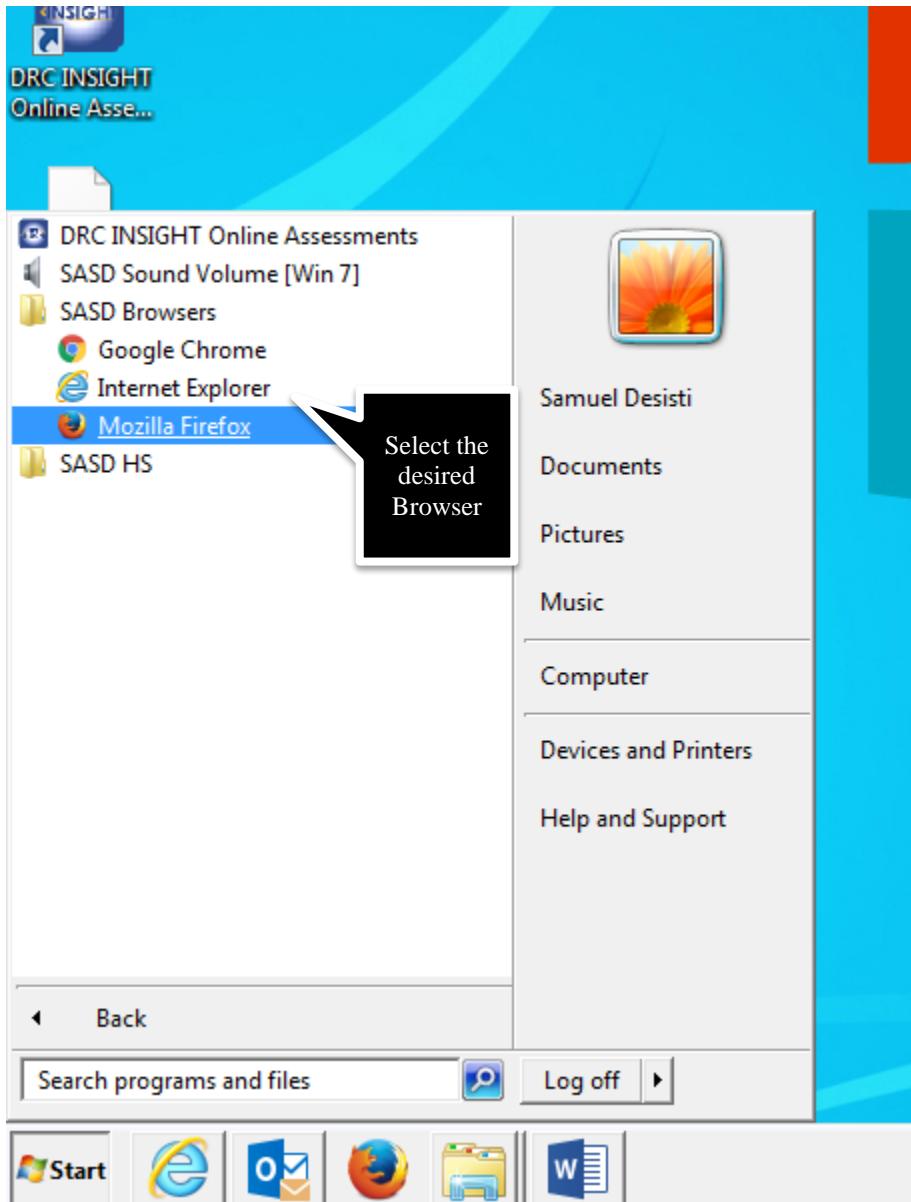 INSIGHT
DRC INSIGHT
Online Asse...
DRC INSIGHT Online Assessments
SASD Sound Volume [Win 7]
SASD Browsers
Google Chrome
Internet Explorer
Mozilla Firefox
SASD HS
Select the
desired
Browser
Back
Search programs and files
Samuel Desisti
Documents
Pictures
Music
Computer
Devices and Printers
Help and Support
Log off
Start